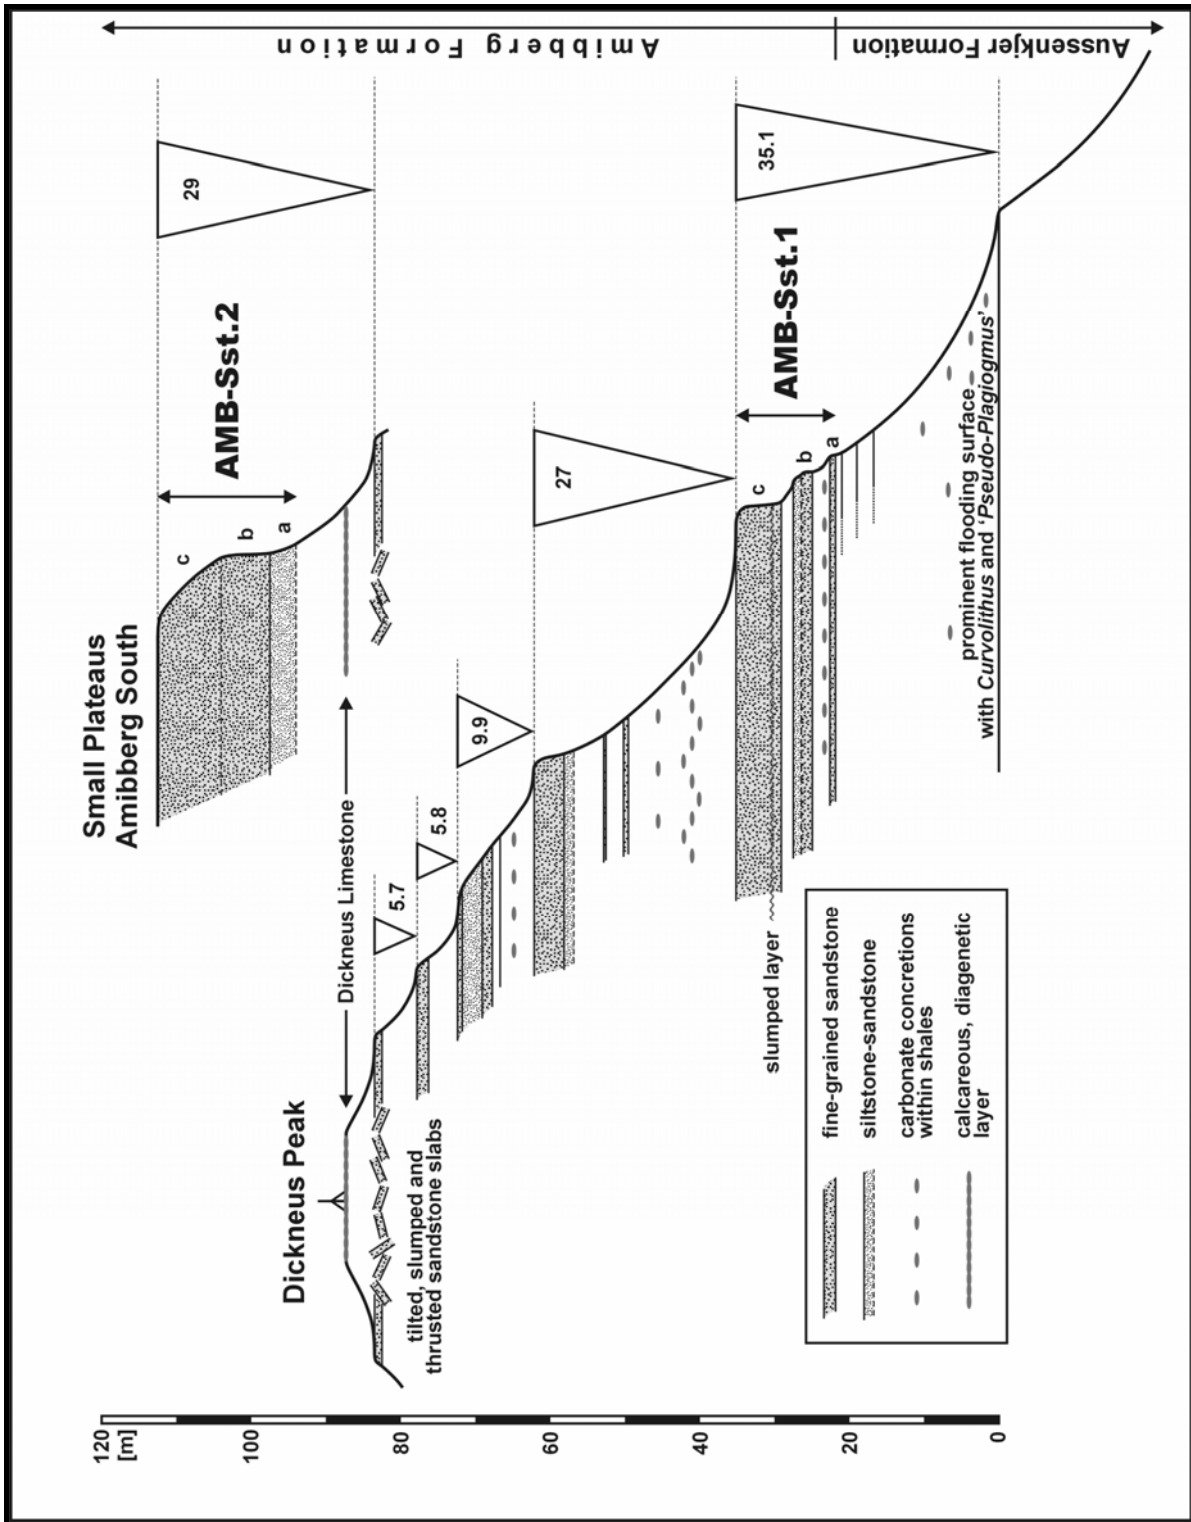 Small Plateaus
Amibberg South
Amibberg Formation
Aussenkjer Formation
29
AMB-Sst.2
c
b
a
Dickneus Limestone
Dickneus Peak
tilted, slumped and
thrusted sandstone slabs
5.7
5.8
9.9
27
35.1
AMB-Sst.1
c
b
a
slumped layer
prominent flooding surface
with Curvolithus and 'Pseudo-Plagiogmus'
fine-grained sandstone
siltstone-sandstone
carbonate concretions
within shales
calcareous, diagenetic
layer
120
[m]
100
80
60
40
20
0